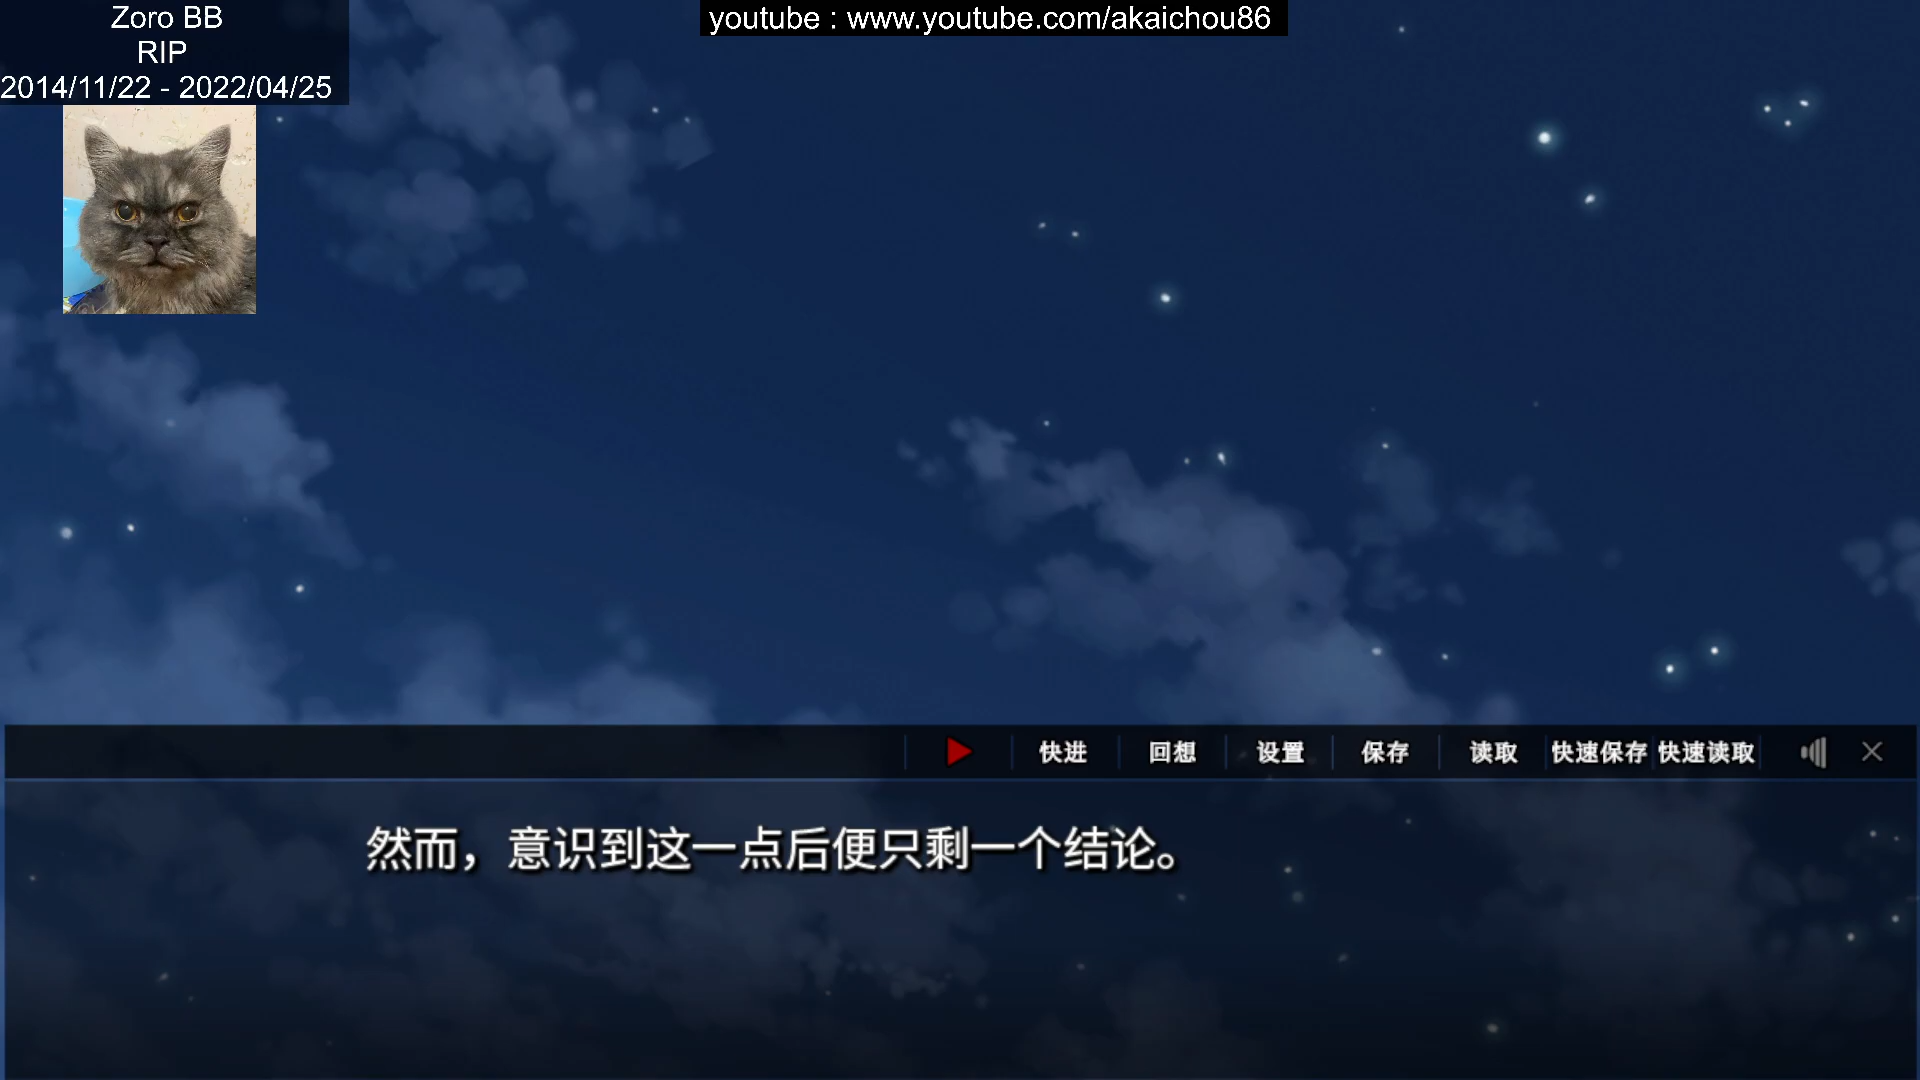 Zoro BB
RIP
2014/11/22 - 2022/04/25
youtube : www.youtube.com/akaichou86
快进 回想 设置 保存 读取 快速保存 快速读取
然而，意识到这一点后便只剩一个结论。